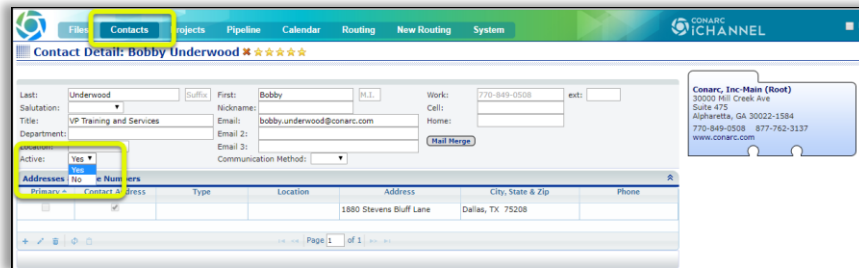 Files Contacts Projects Pipeline Calendar Routing New Routing System CONARC iCHANNEL
Contact Detail: Bobby Underwood
Last: Underwood Suffix First: Bobby M.I. Work: 770-849-0508 ext:
Salutation: Nickname: Cell:
Title: VP Training and Services Email: bobby.underwood@conarc.com Home:
Department: Email 2:
Location: Email 3: Mail Merge
Active: Yes Communication Method:
Yes
No
Addresses Numbers
Primary Contact Address Type Location Address City, State & Zip Phone
1880 Stevens Bluff Lane Dallas, TX 75208
Page 1 of 1
Conarc, Inc-Main (Root)
30000 Mill Creek Ave
Suite 475
Alpharetta, GA 30022-1584
770-849-0508 877-762-3137
www.conarc.com